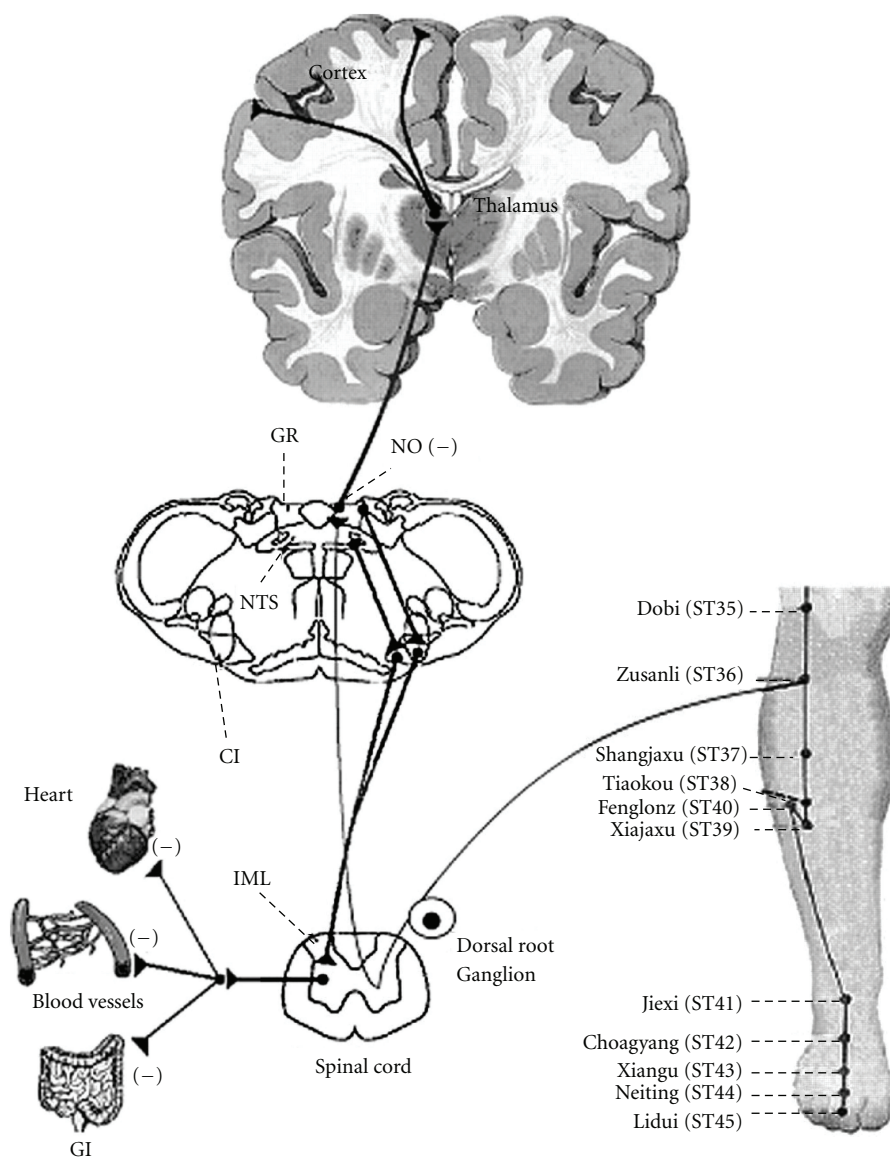 Cortex
Thalamus
GR
NO (−)
NTS
CI
Dobi (ST35)
Zusanli (ST36)
Shangjaxu (ST37)
Tiaokou (ST38)
Fenglonz (ST40)
Xiajaxu (ST39)
Heart
(−)
IML
(−)
Dorsal root
Ganglion
Blood vessels
Jiexi (ST41)
Choagyang (ST42)
Xiangu (ST43)
Neiting (ST44)
Lidui (ST45)
Spinal cord
(−)
GI